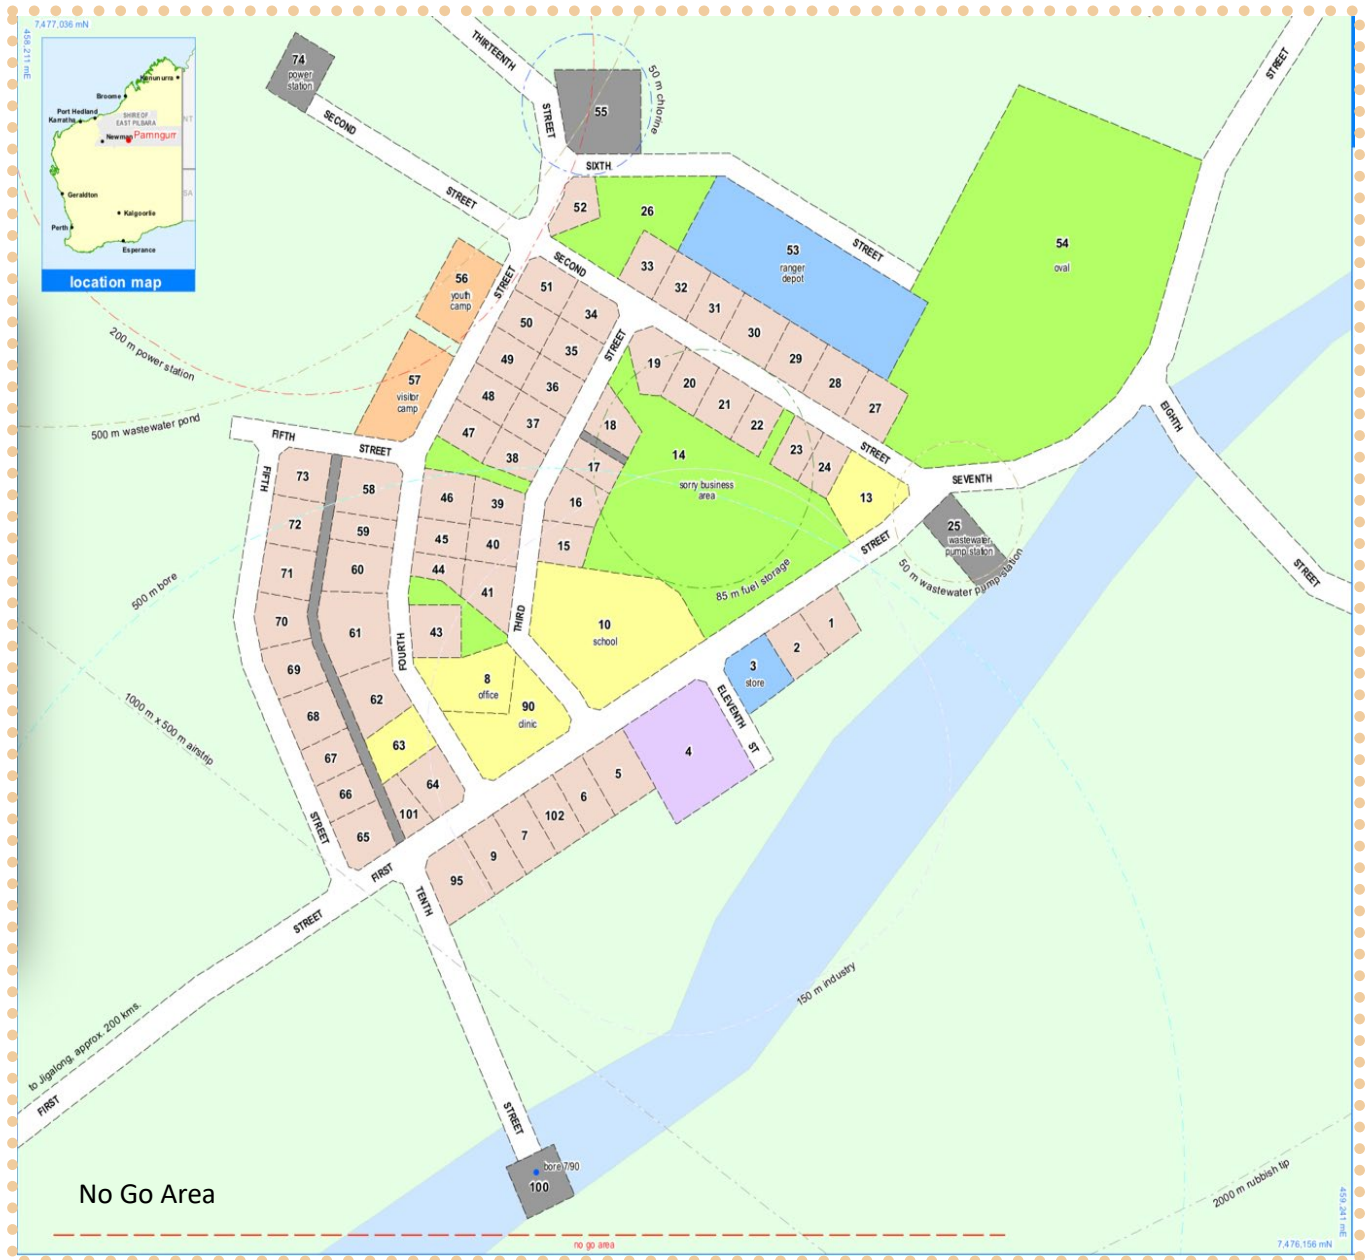 7,477,036 mN
458,211 mE
Kununurra
Broome
Port Hedland
Karratha
SHIRE OF
EAST PILBARA
NT
Newman
Parnngurr
SA
Geraldton
Kalgoorlie
Perth
Esperance
location map
74
power
station
SECOND
STREET
THIRTEENTH
STREET
55
50 m chlorine
SIXTH
STREET
STREET
52
26
53
ranger
depot
54
oval
56
youth
camp
STREET
SECOND
33
32
31
30
29
28
27
51
34
50
35
49
36
48
37
47
38
STREET
19
20
21
22
23
24
STREET
13
57
visitor
camp
200 m power station
500 m wastewater pond
FIFTH
STREET
FIFTH
18
17
16
15
14
sorry business
area
SEVENTH
EIGHTH
STREET
25
wastewater
pump station
50 m wastewater pump station
STREET
85 m fuel storage
73
58
72
59
71
60
70
61
69
62
68
63
67
64
66
101
65
46
39
45
40
44
41
43
FOURTH
THIRD
10
school
8
office
90
clinic
1
2
3
store
ELEVENTH
ST
4
5
6
102
7
9
95
500 m bore
1000 m x 500 m airstrip
STREET
FIRST
STREET
TENTH
to Jigalong, approx. 200 kms.
FIRST
150 m industry
STREET
bore 7/90
100
2000 m rubbish tip
No Go Area
no go area
459,241 mE
7,476,156 mN